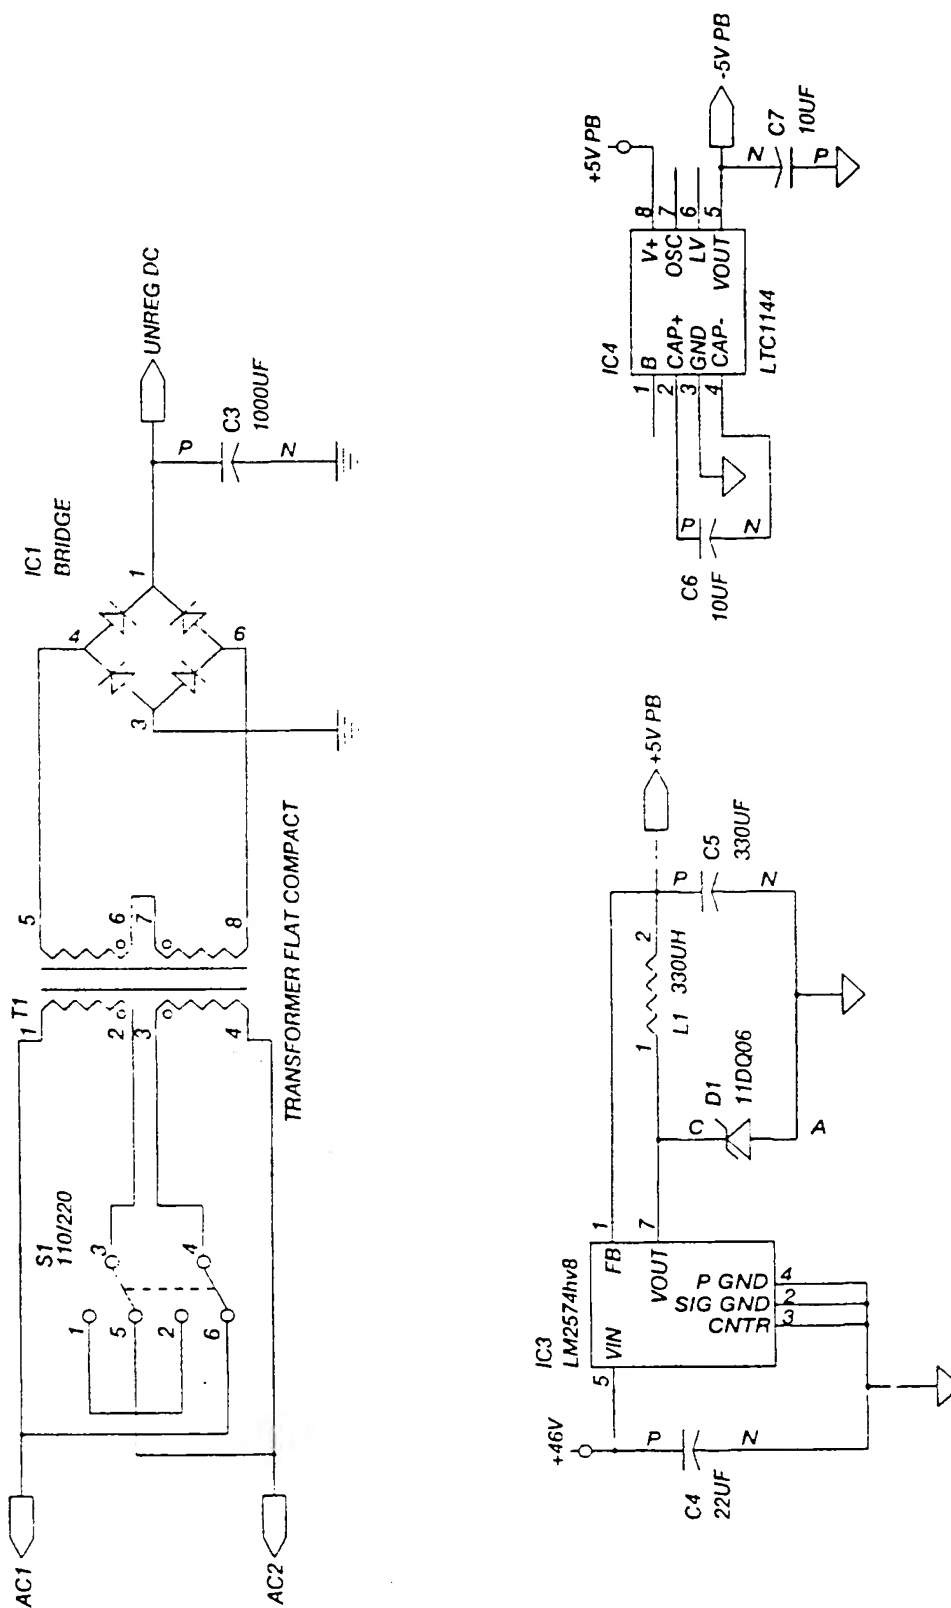 AC1
AC2
S1
110/220
1
5
2
6
3
4
T1
1
2
3
4
5
6
7
8
TRANSFORMER FLAT COMPACT
IC1
BRIDGE
4
1
3
6
UNREG DC
P
C3
1000UF
N
+46V
P
C4
22UF
N
IC3
LM2574hv8
5
VIN
FB
1
VOUT
7
P GND
4
SIG GND
2
CNTR
3
C
D1
11DQ06
A
1
L1
330UH
2
P
C5
330UF
N
+5V PB
C6
10UF
P
N
IC4
1
B
2
CAP+
3
GND
4
CAP-
V+
8
OSC
7
LV
6
VOUT
5
LTC1144
+5V PB
-5V PB
N
C7
10UF
P